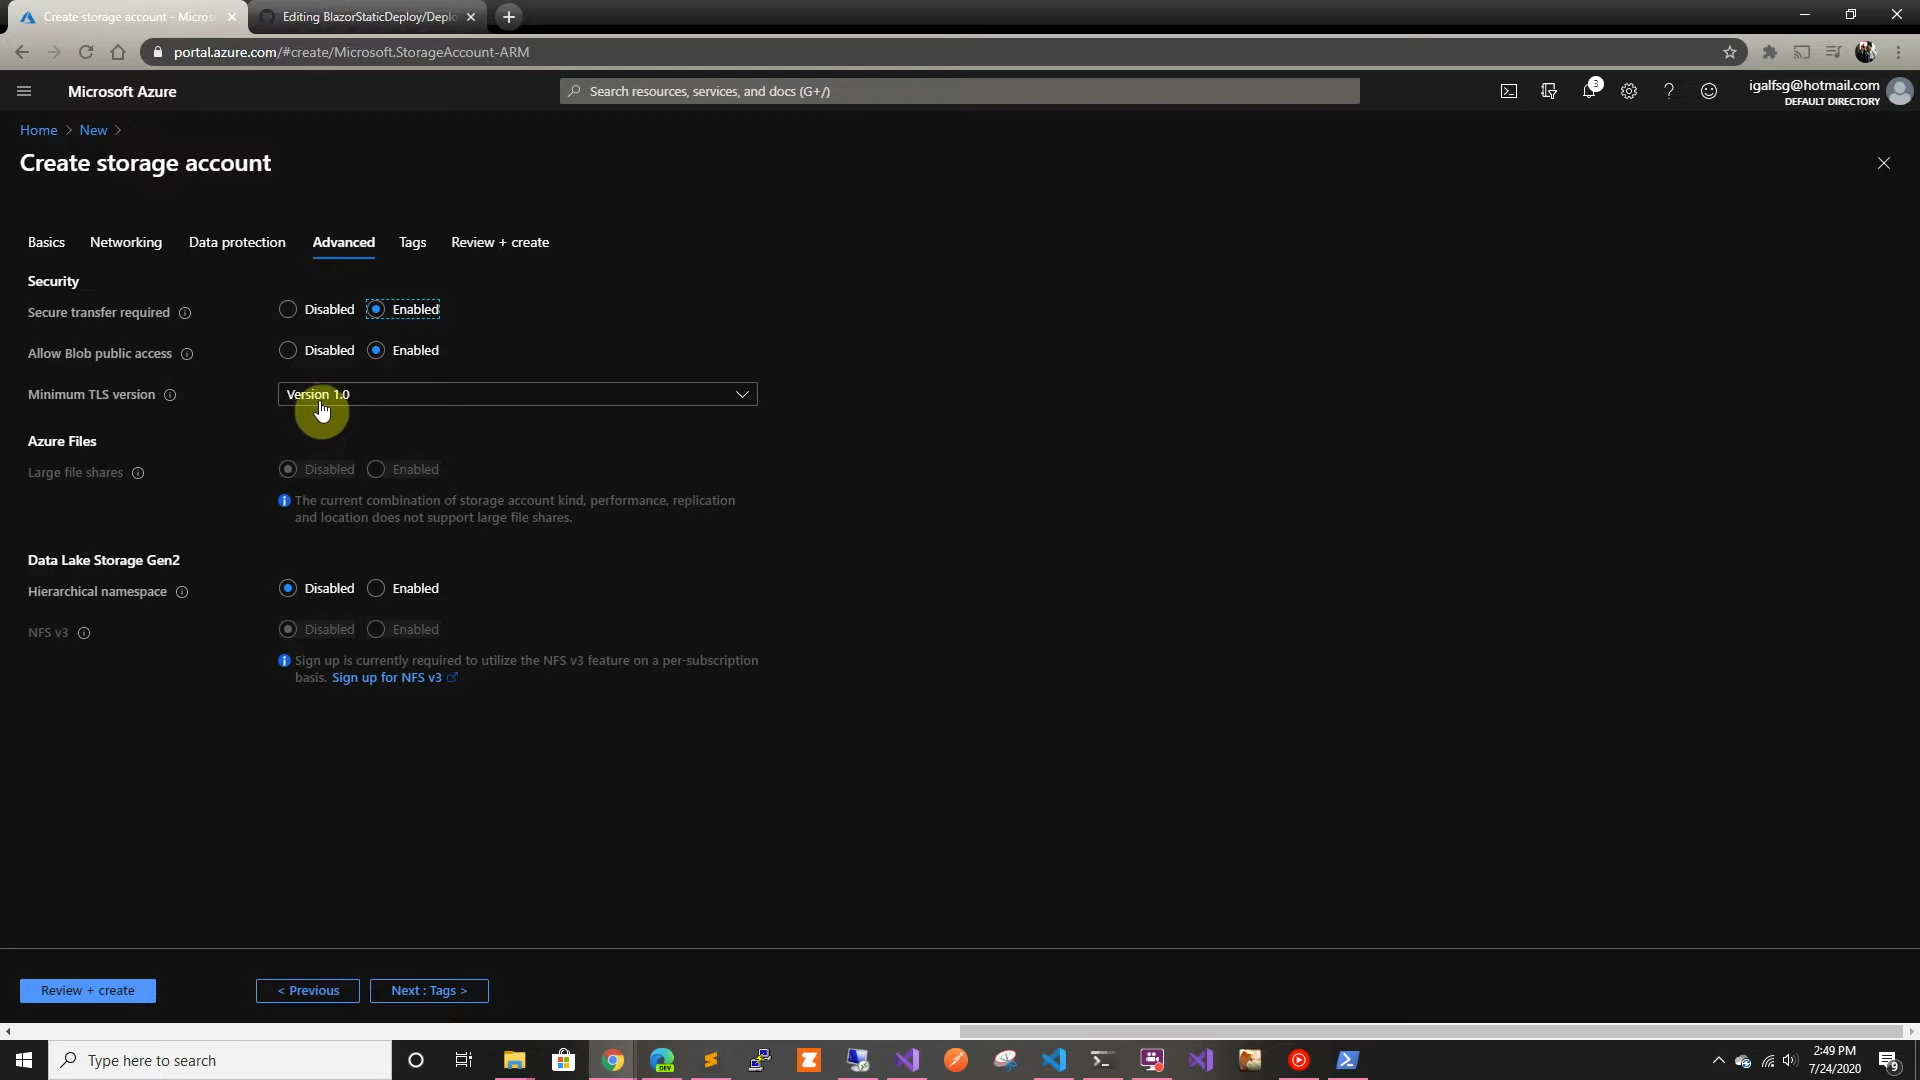 Create storage account - Micros
Editing BlazorStaticDeploy/Deplo
portal.azure.com/#create/Microsoft.StorageAccount-ARM
Microsoft Azure
Search resources, services, and docs (G+/)
3
igalfsg@hotmail.com
DEFAULT DIRECTORY
Home > New >
Create storage account
Basics Networking Data protection Advanced Tags Review + create
Security
Secure transfer required Disabled Enabled
Allow Blob public access Disabled Enabled
Minimum TLS version Version 1.0
Azure Files
Large file shares Disabled Enabled
The current combination of storage account kind, performance, replication
and location does not support large file shares.
Data Lake Storage Gen2
Hierarchical namespace Disabled Enabled
NFS v3 Disabled Enabled
Sign up is currently required to utilize the NFS v3 feature on a per-subscription
basis. Sign up for NFS v3
Review + create < Previous Next : Tags >
Type here to search
DEV
2:49 PM
7/24/2020
9